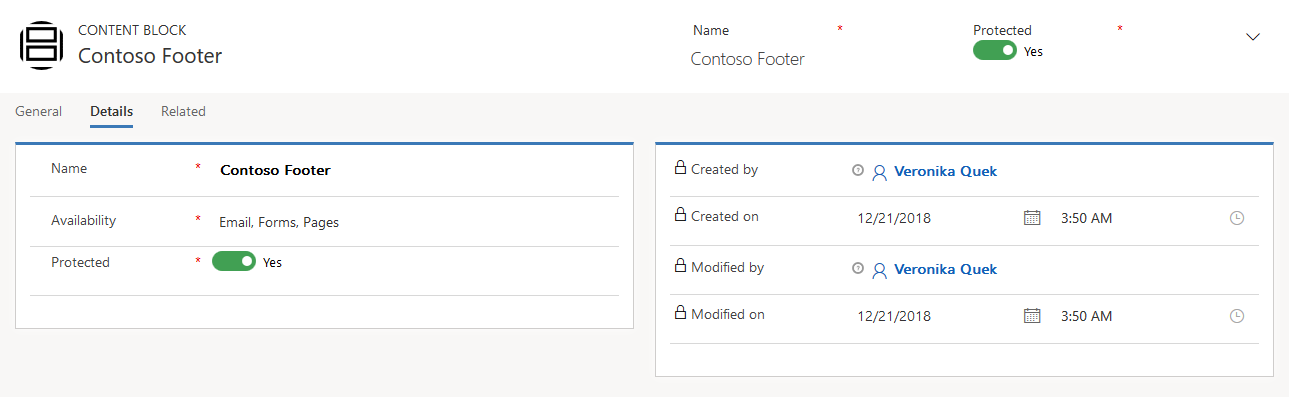 CONTENT BLOCK
Contoso Footer
Name *
Contoso Footer
Protected *
Yes
General Details Related
Name * Contoso Footer
Availability * Email, Forms, Pages
Protected * Yes
Created by Veronika Quek
Created on 12/21/2018 3:50 AM
Modified by Veronika Quek
Modified on 12/21/2018 3:50 AM